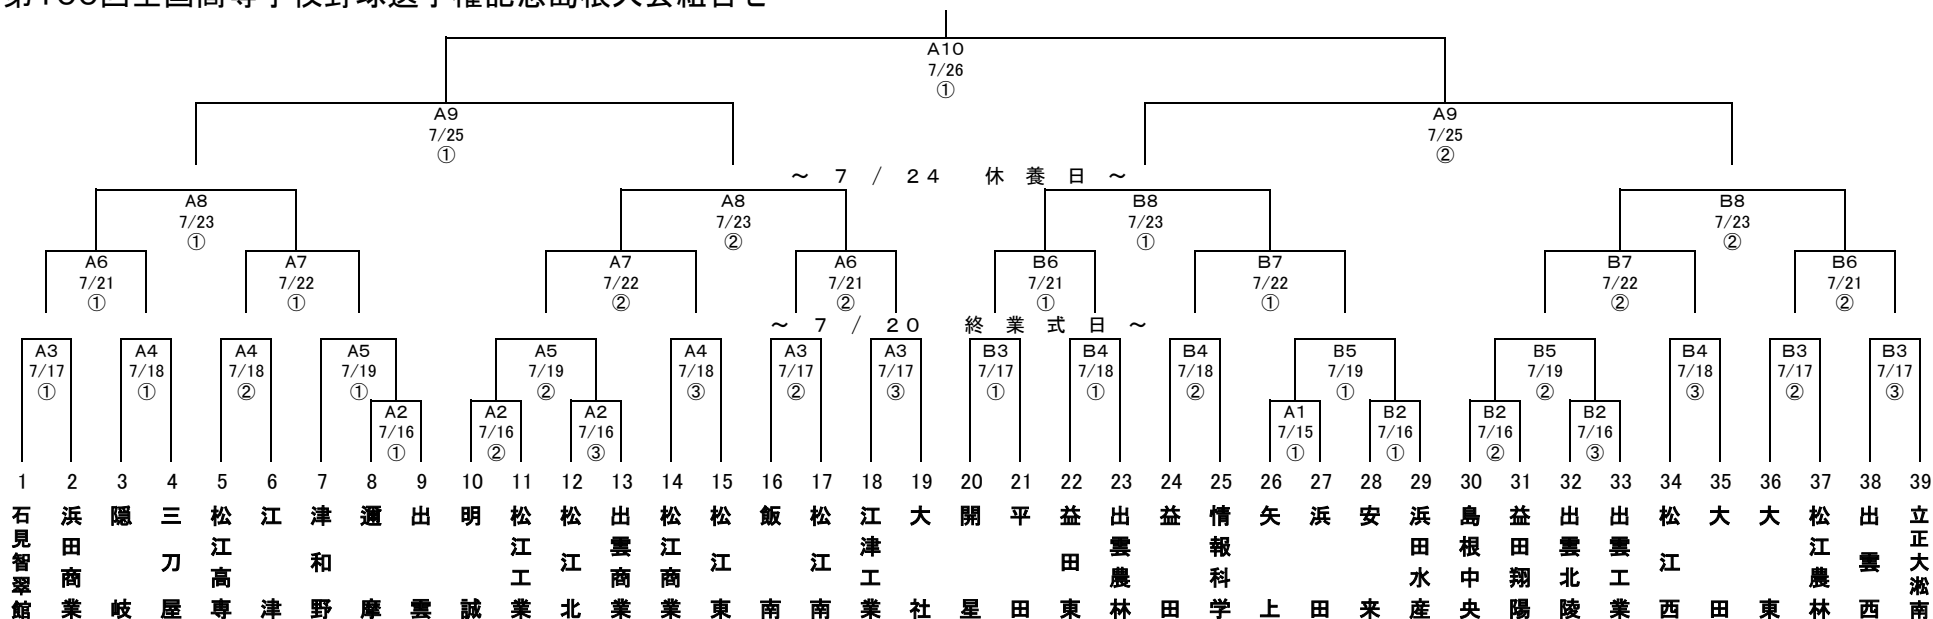 A10
7/26
①
A9 A9
7/25 7/25
① ②
～ 7 / 24 休 養 日 ～
A8 A8 B8 B8
7/23 7/23 7/23 7/23
① ② ① ②
A6 A7 A7 A6 B6 B7 B7 B6
7/21 7/22 7/22 7/21 7/21 7/22 7/22 7/21
① ① ② ② ① ① ② ②
～ 7 / 20 終 業 式 日 ～
A3 A4 A4 A5 A5 A4 A3 A3 B3 B4 B4 B5 B5 B4 B3 B3
7/17 7/18 7/18 7/19 7/19 7/18 7/17 7/17 7/17 7/18 7/18 7/19 7/19 7/18 7/17 7/17
① ① ② ① ② ③ ② ③ ① ① ② ① ② ③ ② ③
A2 A2 A2 A1 B2 B2 B2
7/16 7/16 7/16 7/15 7/16 7/16 7/16
① ② ③ ① ① ② ③
1 2 3 4 5 6 7 8 9 10 11 12 13 14 15 16 17 18 19 20 21 22 23 24 25 26 27 28 29 30 31 32 33 34 35 36 37 38 39
石見智翠館
浜田商業
隠岐
三刀屋
松江高専
江津
津和野
邇摩
出雲
明誠
松江工業
松江北
出雲商業
松江商業
松江東
飯南
松江南
江津工業
大社
開星
平田
益田東
出雲農林
益田
情報科学
矢上
浜田
安来
浜田水産
島根中央
益田翔陽
出雲北陵
出雲工業
松江西
大田
大東
松江農林
出雲西
立正大淞南